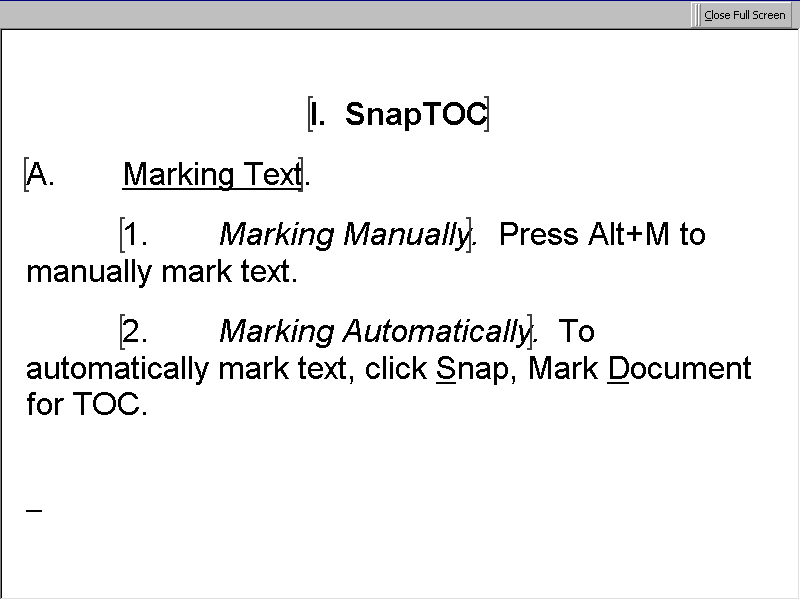 Close Full Screen
[I. SnapTOC]
[A. Marking Text].
[1. Marking Manually]. Press Alt+M to
manually mark text.
[2. Marking Automatically]. To
automatically mark text, click Snap, Mark Document
for TOC.
_